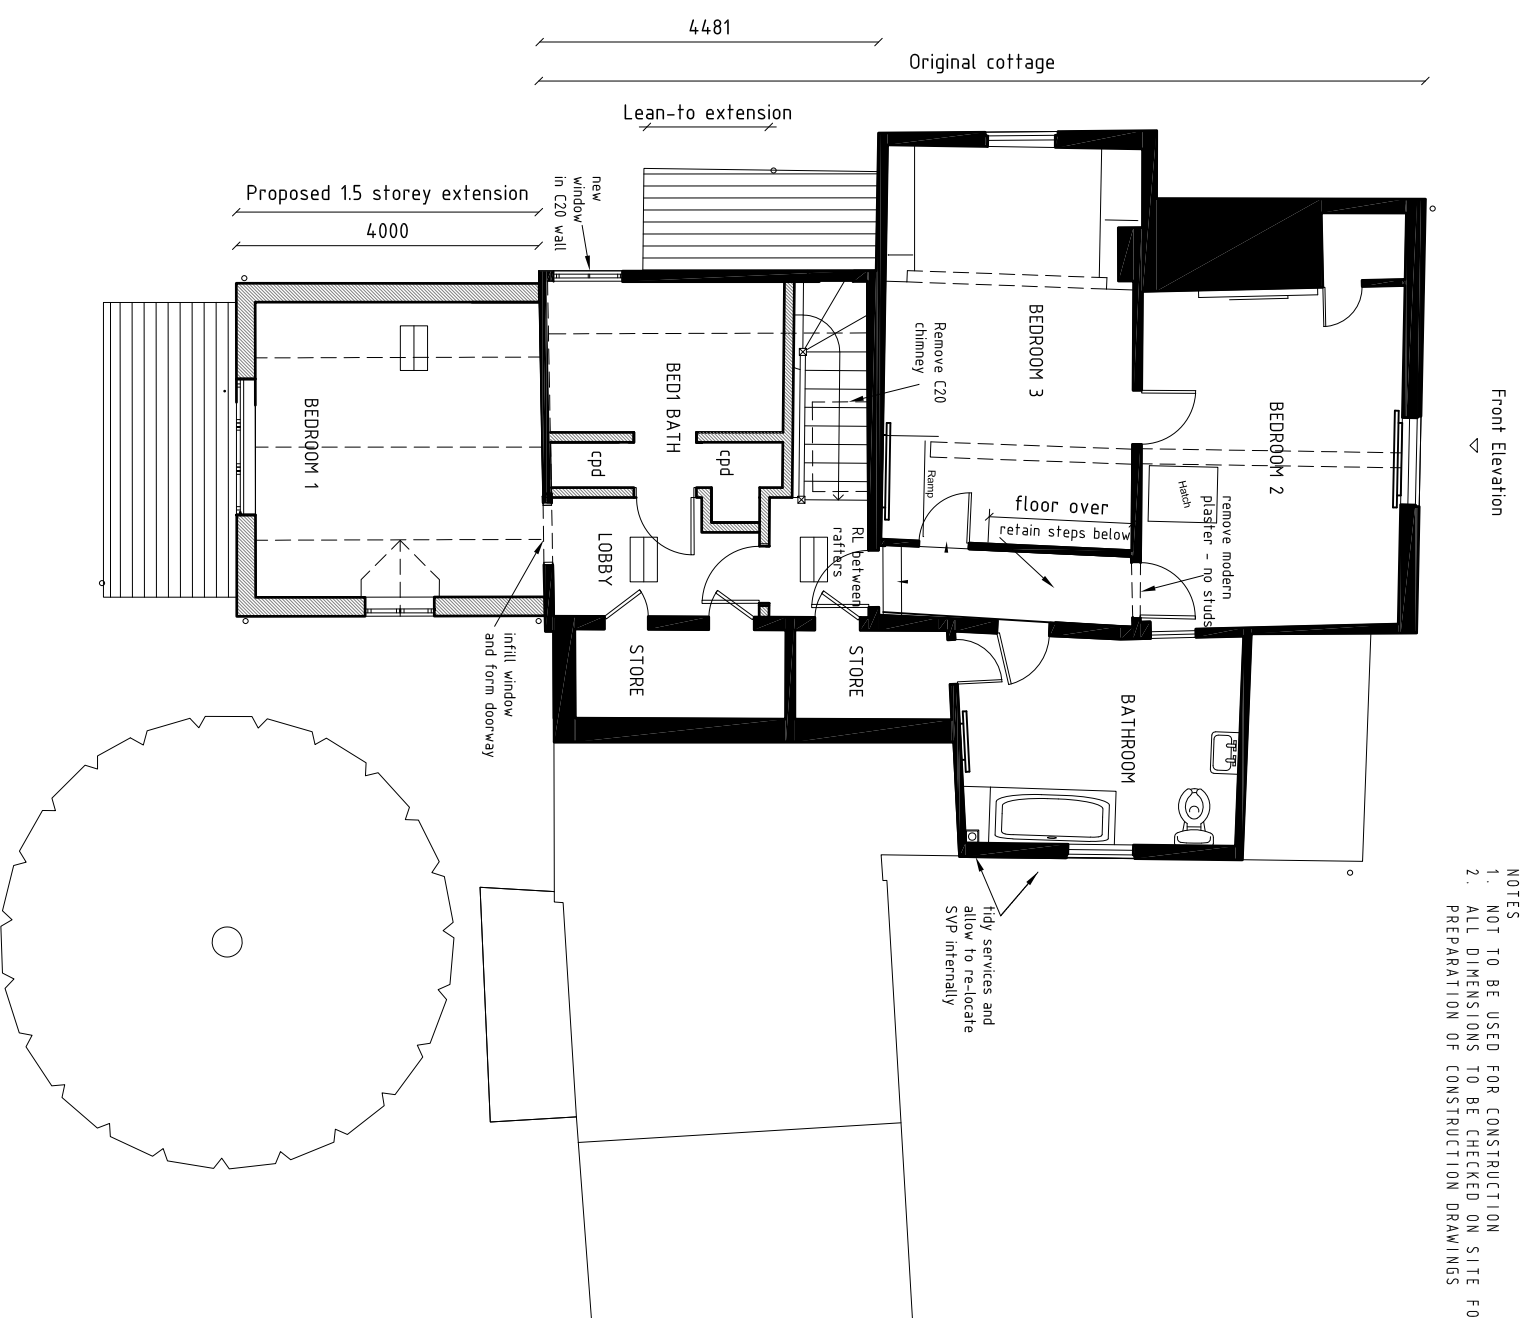 4481
Original cottage
Lean-to extension
Proposed 1.5 storey extension
4000
new
window
in C20 wall
BEDROOM 3
Remove C20
chimney
BEDROOM 2
Front Elevation
BED1 BATH
BEDROOM 1
cpd
cpd
Ramp
Hatch
floor over
retain steps below
remove modern
plaster - no studs
RL between
rafters
LOBBY
infill window
and form doorway
STORE
STORE
BATHROOM
tidy services and
allow to re-locate
SVP internally
NOTES
1. NOT TO BE USED FOR CONSTRUCTION
2. ALL DIMENSIONS TO BE CHECKED ON SITE FO
PREPARATION OF CONSTRUCTION DRAWINGS